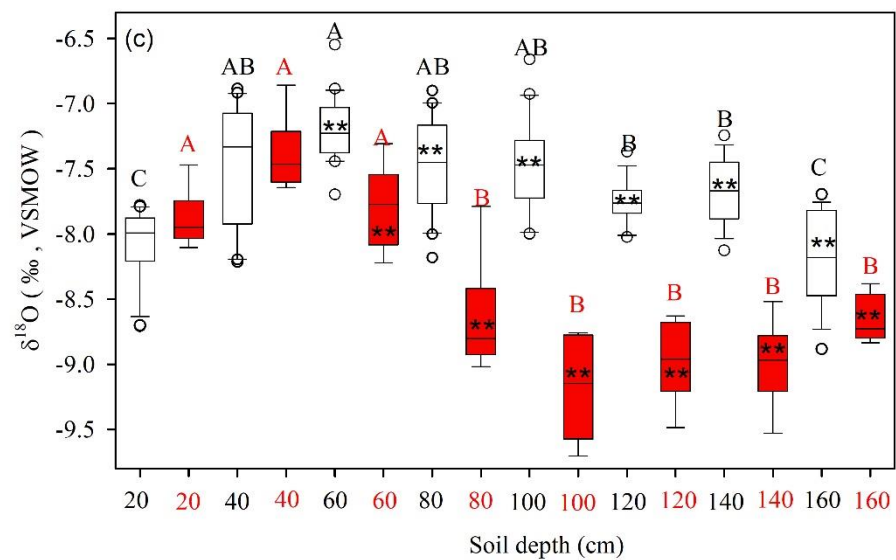 (c)
δ18O ( ‰ , VSMOW )
-6.5
-7.0
-7.5
-8.0
-8.5
-9.0
-9.5
C A AB A A A AB B AB B B B B B C B
** ** ** ** ** ** ** ** ** ** ** **
20 20 40 40 60 60 80 80 100 100 120 120 140 140 160 160
Soil depth (cm)